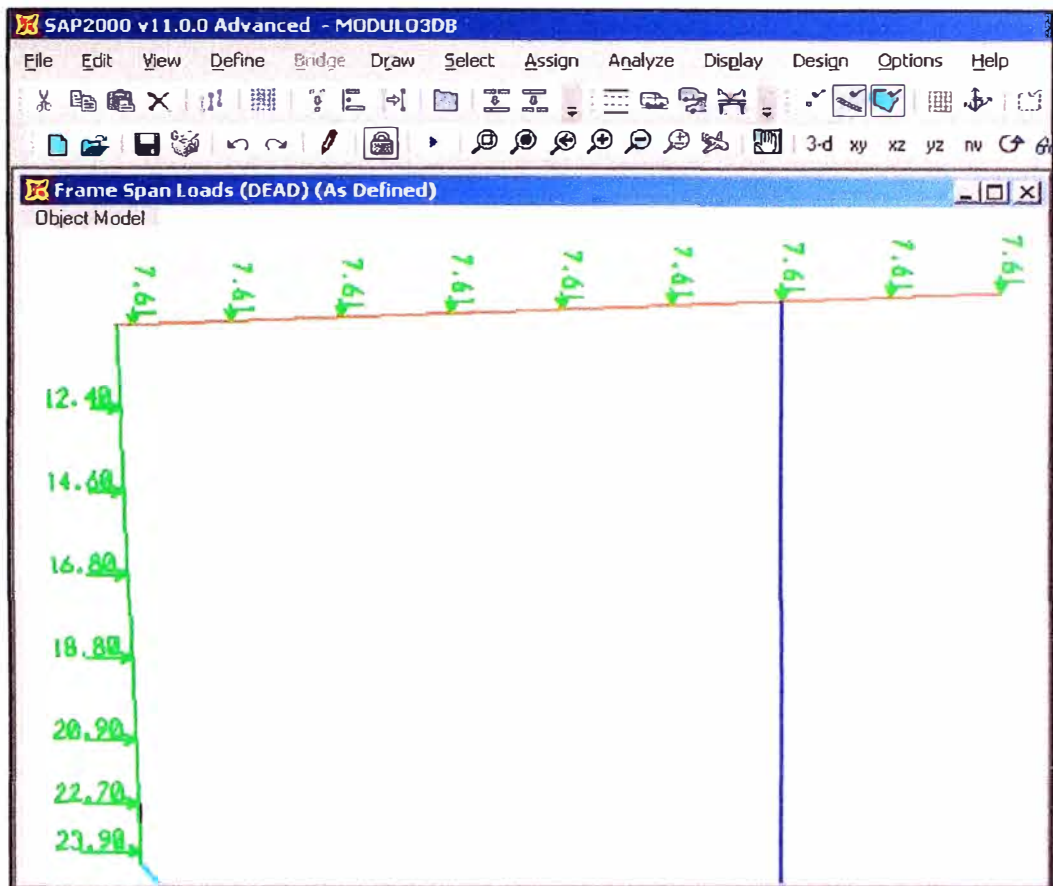 SAP2000 v11.0.0 Advanced - MODULO3DB
File Edit View Define Bridge Draw Select Assign Analyze Display Design Options Help
3-d xy xz yz nv
Frame Span Loads (DEAD) (As Defined)
Object Model
7.61 7.61 7.61 7.61 7.61 7.61 7.61 7.61 7.61
12.40
14.60
16.80
18.80
20.90
22.70
23.90